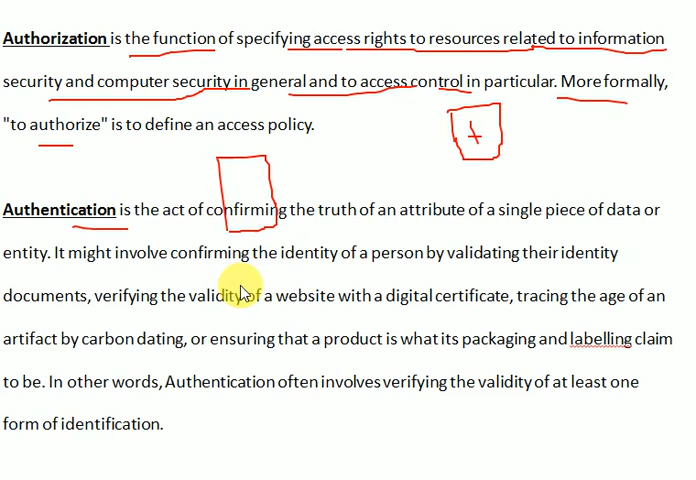 Authorization is the function of specifying access rights to resources related to information
security and computer security in general and to access control in particular. More formally,
"to authorize" is to define an access policy.
Authentication is the act of confirming the truth of an attribute of a single piece of data or
entity. It might involve confirming the identity of a person by validating their identity
documents, verifying the validity of a website with a digital certificate, tracing the age of an
artifact by carbon dating, or ensuring that a product is what its packaging and labelling claim
to be. In other words, Authentication often involves verifying the validity of at least one
form of identification.